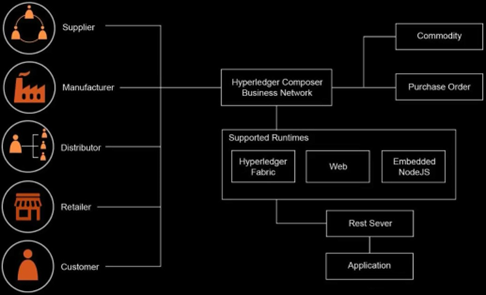 Supplier
Manufacturer
Distributor
Retailer
Customer
Hyperledger Composer
Business Network
Commodity
Purchase Order
Supported Runtimes
Hyperledger
Fabric
Web
Embedded
NodeJS
Rest Sever
Application